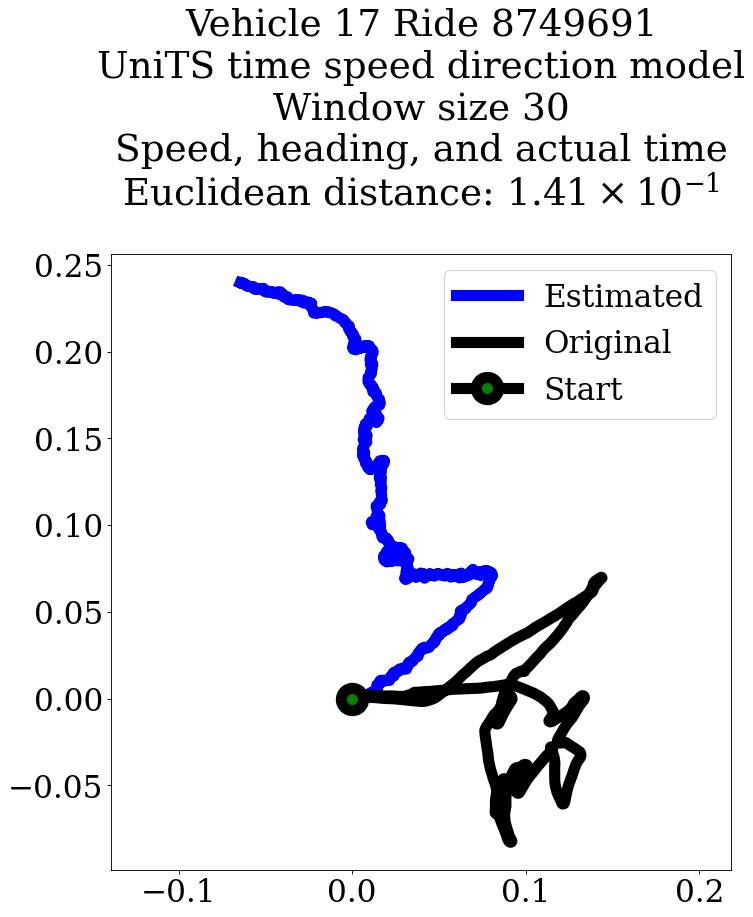 Vehicle 17 Ride 8749691
UniTS time speed direction model
Window size 30
Speed, heading, and actual time
Euclidean distance: 1.41 × 10⁻¹
Estimated
Original
Start
0.25
0.20
0.15
0.10
0.05
0.00
−0.05
−0.1
0.0
0.1
0.2